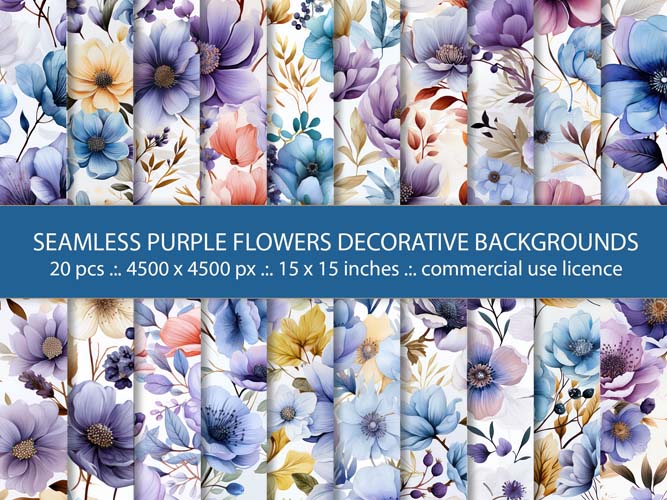 SEAMLESS PURPLE FLOWERS DECORATIVE BACKGROUNDS
20 pcs .:. 4500 x 4500 px .:. 15 x 15 inches .:. commercial use licence